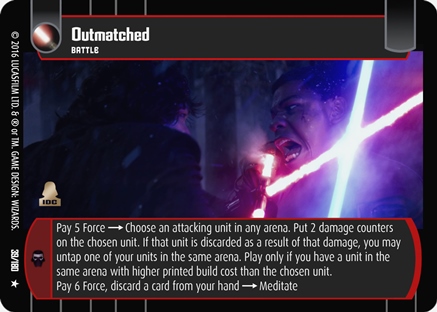 Outmatched
BATTLE
© 2016 LUCASFILM LTD. & ® or TM. GAME DESIGN: WIZARDS.
IDC
Pay 5 Force → Choose an attacking unit in any arena. Put 2 damage counters
on the chosen unit. If that unit is discarded as a result of that damage, you may
untap one of your units in the same arena. Play only if you have a unit in the
same arena with higher printed build cost than the chosen unit.
Pay 6 Force, discard a card from your hand → Meditate